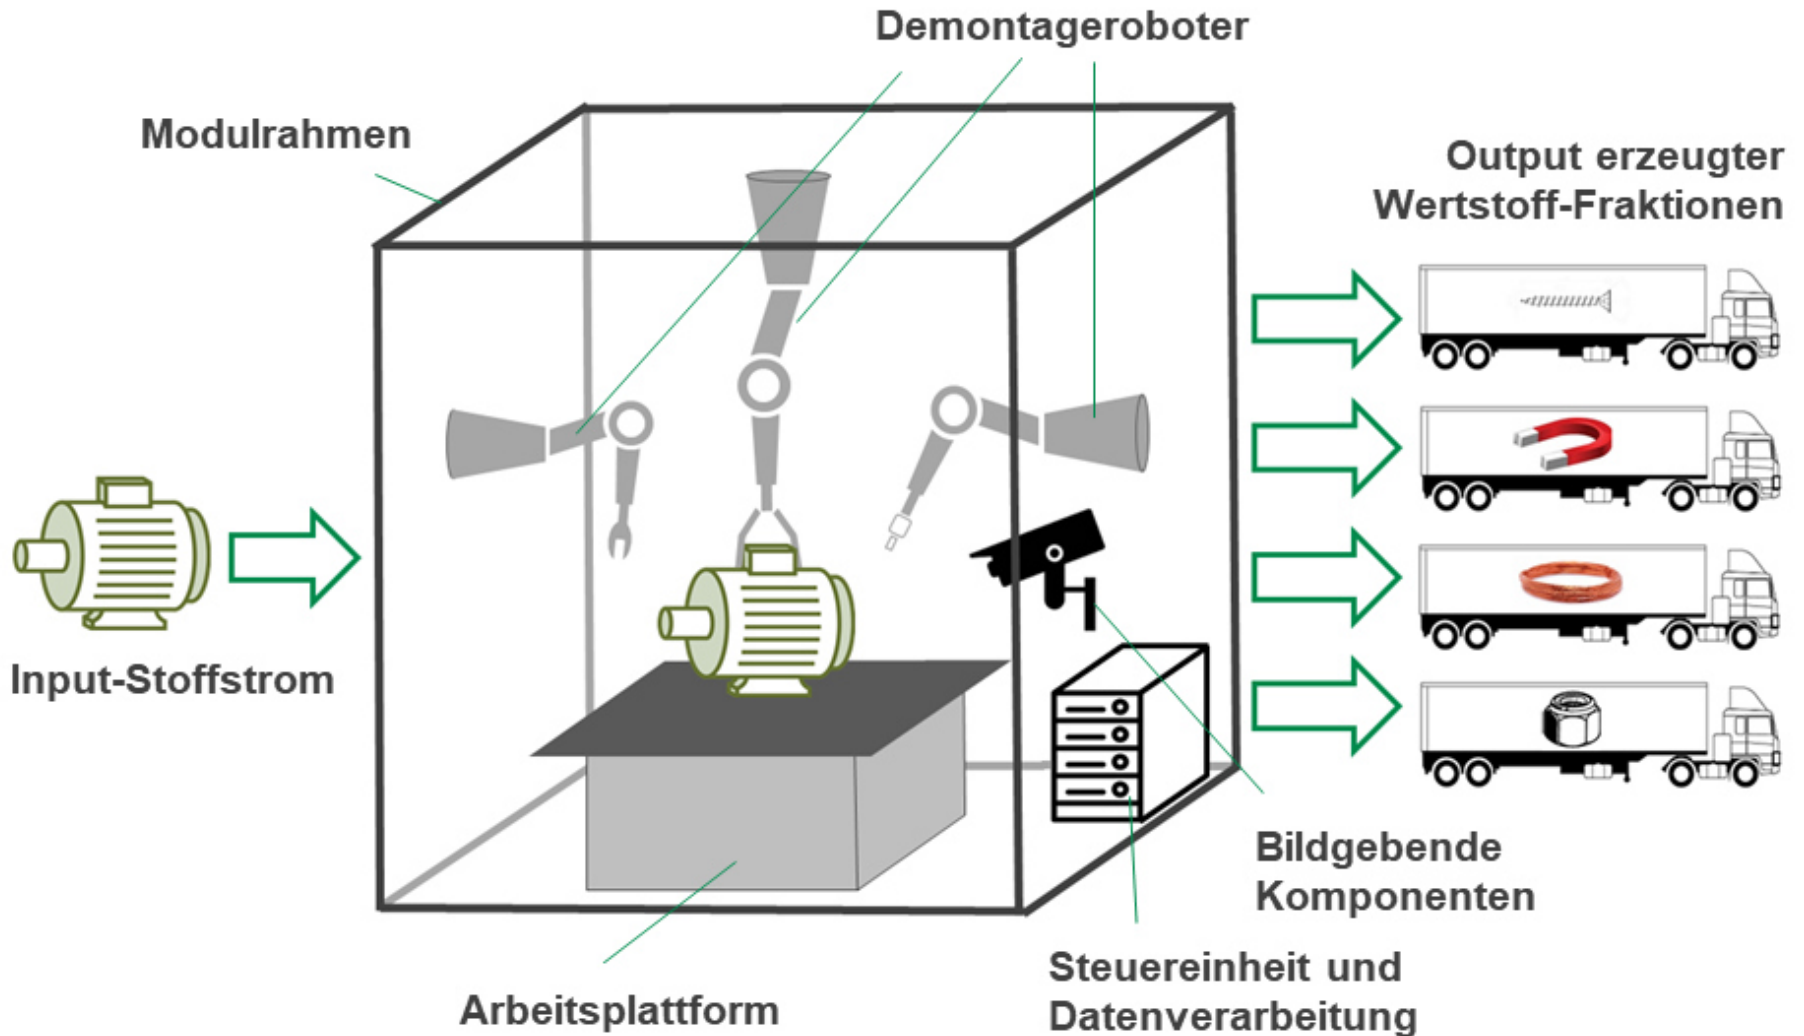 Demontageroboter
Modulrahmen
Output erzeugter
Wertstoff-Fraktionen
Input-Stoffstrom
Bildgebende
Komponenten
Steuereinheit und
Datenverarbeitung
Arbeitsplattform